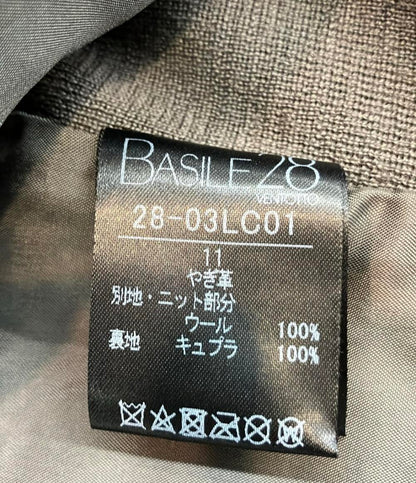 BASILE 28
VENTOTTO
28-03LC01
11
やぎ革
別地・ニット部分
ウール 100%
裏地 キュプラ 100%